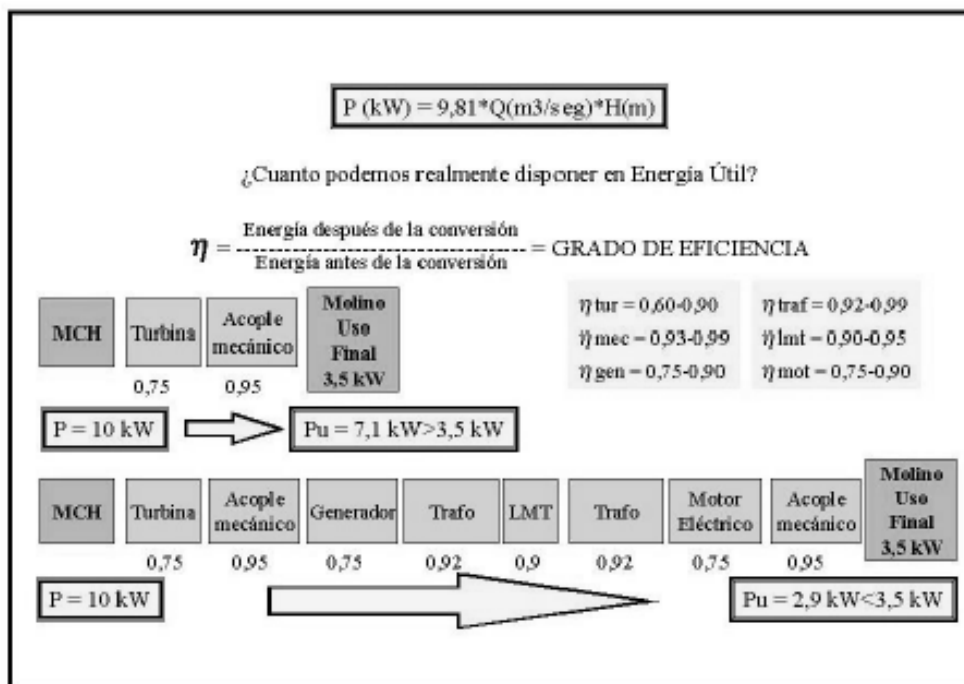 P (kW) = 9,81*Q(m3/seg)*H(m)
¿Cuanto podemos realmente disponer en Energía Útil?
η = Energía después de la conversión
Energía antes de la conversión
= GRADO DE EFICIENCIA
η tur = 0,60-0,90
η mec = 0,93-0,99
η gen = 0,75-0,90
η traf = 0,92-0,99
η lmt = 0,90-0,95
η mot = 0,75-0,90
MCH
Turbina
Acople
mecánico
Molino
Uso
Final
3,5 kW
0,75
0,95
P = 10 kW
Pu = 7,1 kW>3,5 kW
MCH
Turbina
Acople
mecánico
Generador
Trafo
LMT
Trafo
Motor
Eléctrico
Acople
mecánico
Molino
Uso
Final
3,5 kW
0,75
0,95
0,75
0,92
0,9
0,92
0,75
0,95
P = 10 kW
Pu = 2,9 kW<3,5 kW